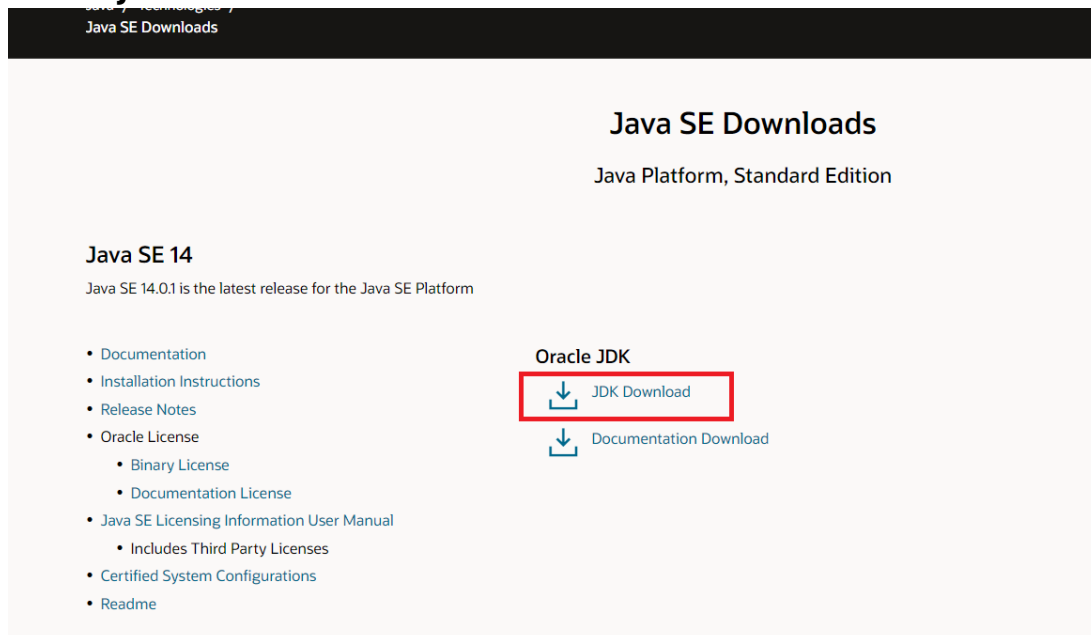 Java SE Downloads
Java SE Downloads
Java Platform, Standard Edition
Java SE 14
Java SE 14.0.1 is the latest release for the Java SE Platform
• Documentation
• Installation Instructions
• Release Notes
• Oracle License
• Binary License
• Documentation License
• Java SE Licensing Information User Manual
• Includes Third Party Licenses
• Certified System Configurations
• Readme
Oracle JDK
JDK Download
Documentation Download